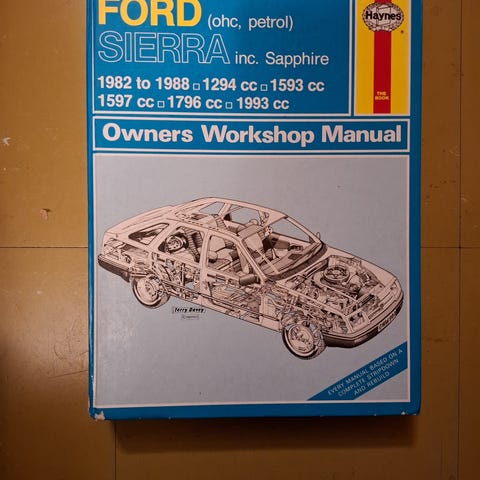 FORD (ohc, petrol)
SIERRA inc. Sapphire
1982 to 1988 □ 1294 cc □ 1593 cc
1597 cc □ 1796 cc □ 1993 cc
Haynes
®
THE
BOOK
Owners Workshop Manual
Terry Davey
EVERY MANUAL BASED ON A
COMPLETE STRIPDOWN
AND REBUILD